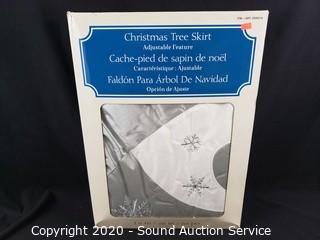 Christmas Tree Skirt
Adjustable Feature
Cache-pied de sapin de noël
Caractéristique: Ajustable
Faldón Para Árbol De Navidad
Opción de Ajuste
Copyright 2020 - Sound Auction Service